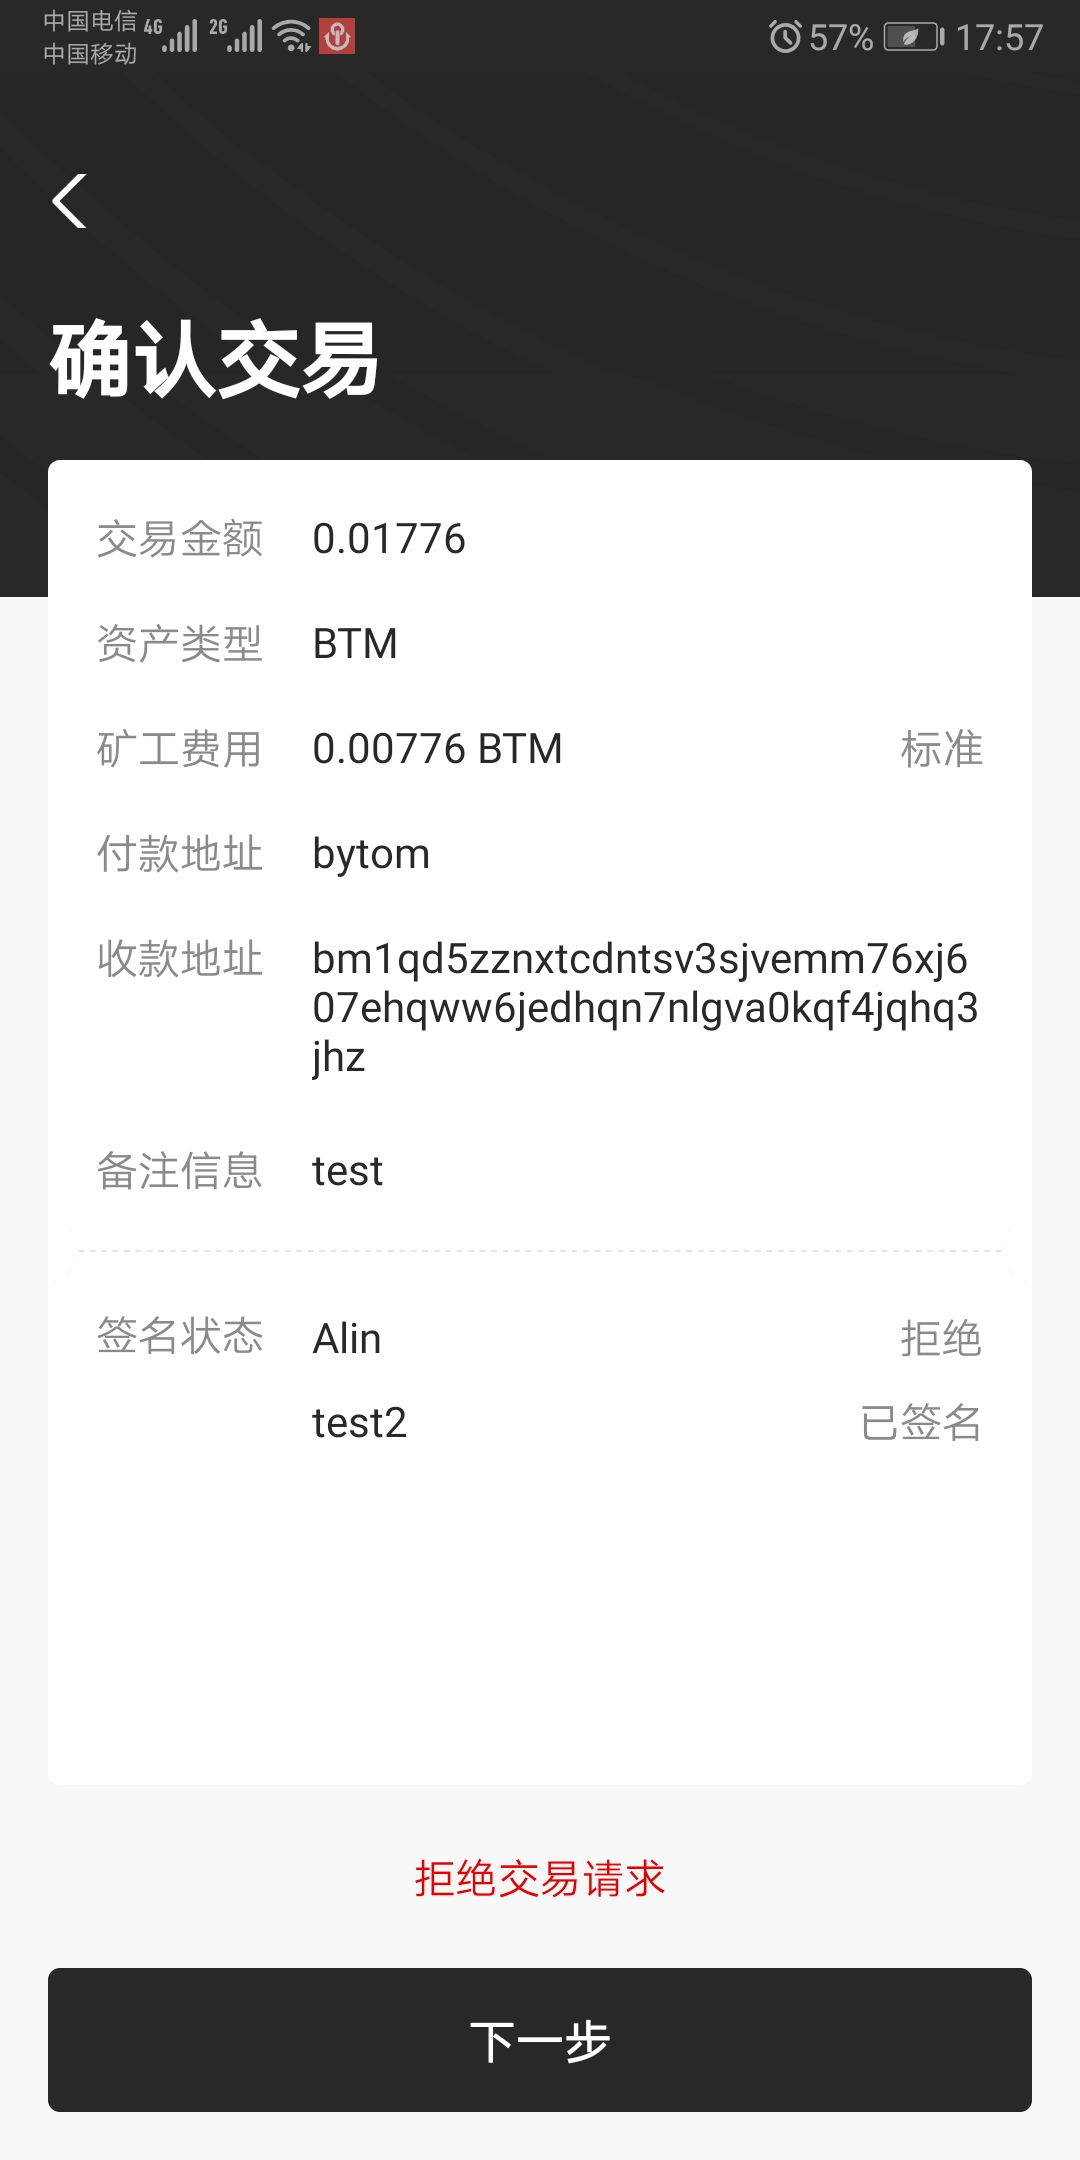 中国电信 4G 2G 57% 17:57
中国移动
确认交易
交易金额 0.01776
资产类型 BTM
矿工费用 0.00776 BTM 标准
付款地址 bytom
收款地址 bm1qd5zznxtcdntsv3sjvemm76xj6
07ehqww6jedhqn7nlgva0kqf4jqhq3
jhz
备注信息 test
签名状态 Alin 拒绝
test2 已签名
拒绝交易请求
下一步